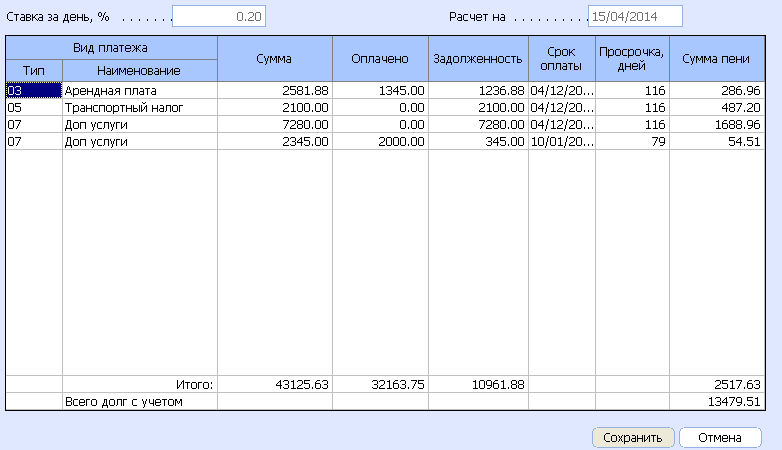 Ставка за день, % . . . . . . . 0.20 Расчет на . . . . . . . . . . . 15/04/2014
Вид платежа Сумма Оплачено Задолженность Срок оплаты Просрочка, дней Сумма пени
Тип Наименование
03 Арендная плата 2581.88 1345.00 1236.88 04/12/20... 116 286.96
05 Транспортный налог 2100.00 0.00 2100.00 04/12/20... 116 487.20
07 Доп услуги 7280.00 0.00 7280.00 04/12/20... 116 1688.96
07 Доп услуги 2345.00 2000.00 345.00 10/01/20... 79 54.51
Итого: 43125.63 32163.75 10961.88 2517.63
Всего долг с учетом 13479.51
Сохранить Отмена